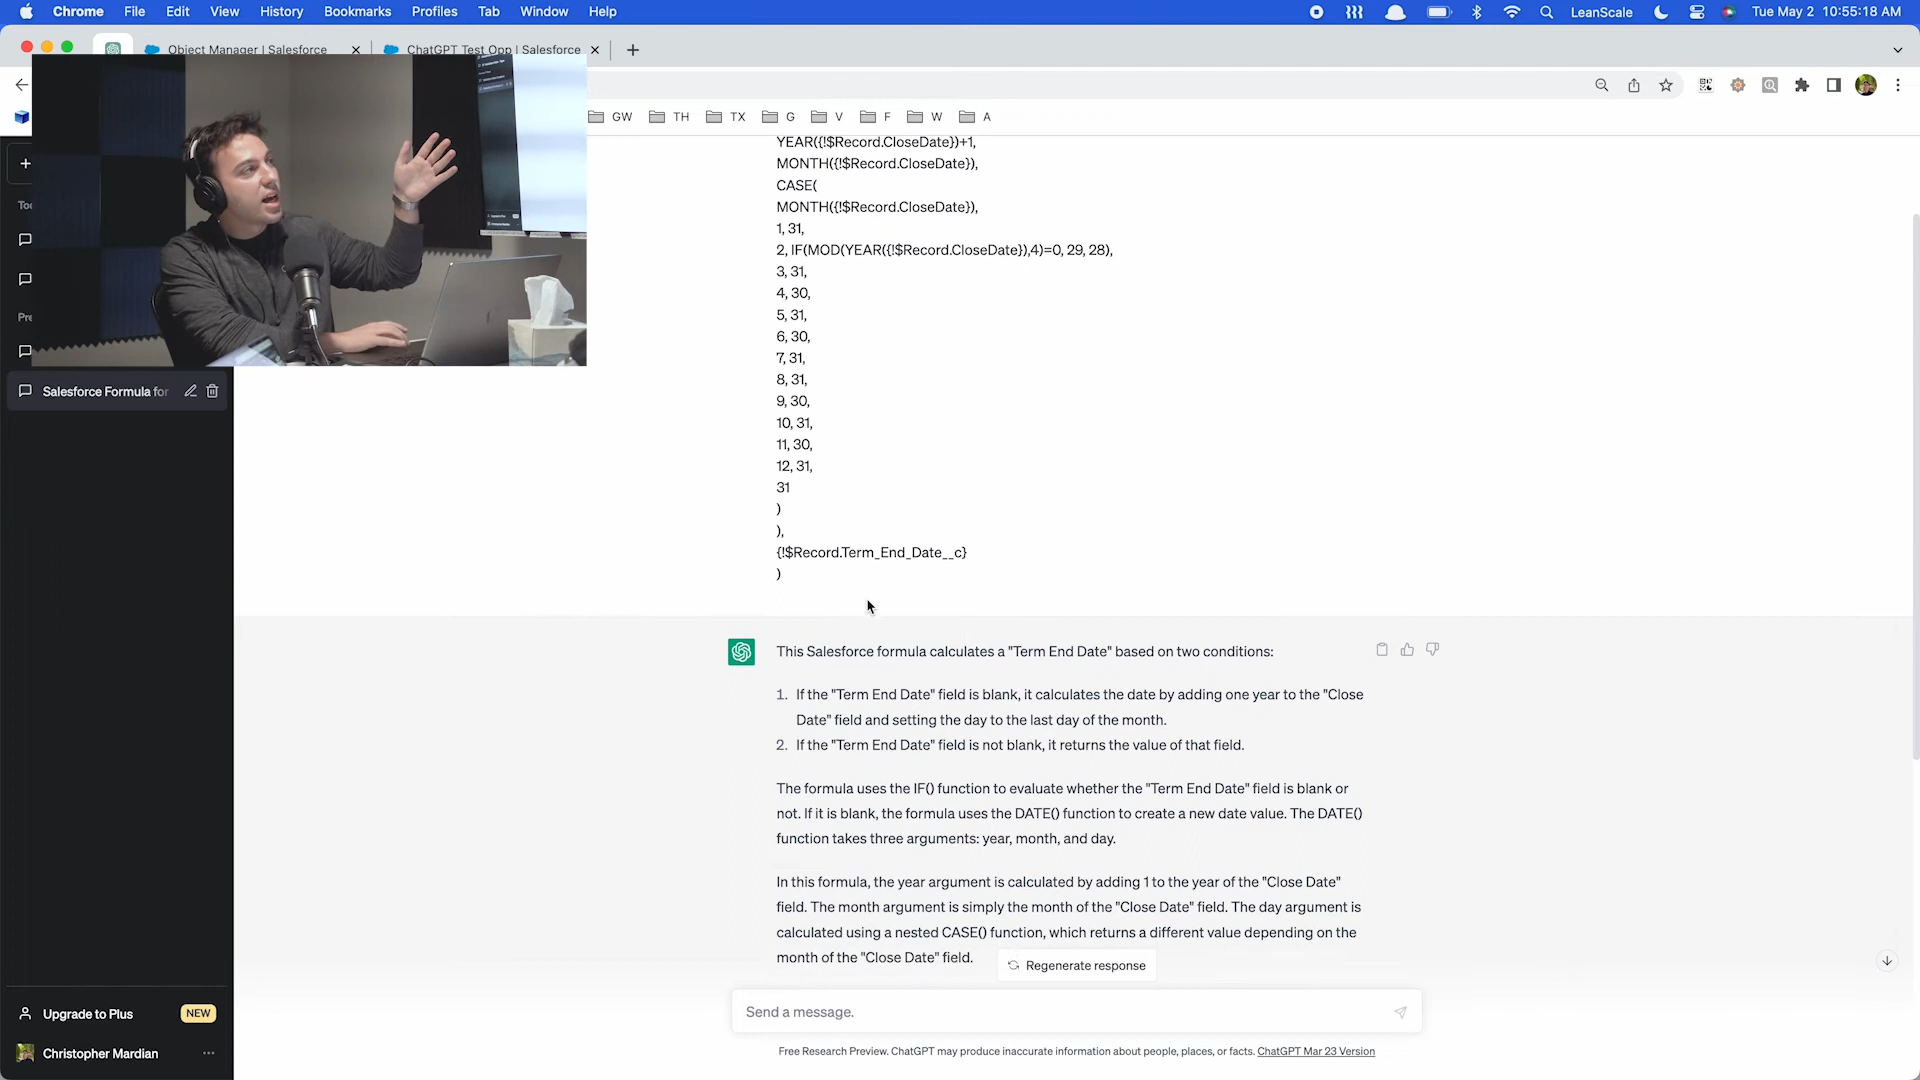 Chrome File Edit View History Bookmarks Profiles Tab Window Help LeanScale Tue May 2 10:55:18 AM
Object Manager | Salesforce ChatGPT Test Opp | Salesforce
GW TH TX G V F W A
YEAR({!$Record.CloseDate})+1,
MONTH({!$Record.CloseDate}),
CASE(
MONTH({!$Record.CloseDate}),
1, 31,
2, IF(MOD(YEAR({!$Record.CloseDate}),4)=0, 29, 28),
3, 31,
4, 30,
5, 31,
6, 30,
7, 31,
8, 31,
9, 30,
10, 31,
11, 30,
12, 31,
31
)
),
{!$Record.Term_End_Date__c}
)
Salesforce Formula for
This Salesforce formula calculates a "Term End Date" based on two conditions:
1. If the "Term End Date" field is blank, it calculates the date by adding one year to the "Close
Date" field and setting the day to the last day of the month.
2. If the "Term End Date" field is not blank, it returns the value of that field.
The formula uses the IF() function to evaluate whether the "Term End Date" field is blank or
not. If it is blank, the formula uses the DATE() function to create a new date value. The DATE()
function takes three arguments: year, month, and day.
In this formula, the year argument is calculated by adding 1 to the year of the "Close Date"
field. The month argument is simply the month of the "Close Date" field. The day argument is
calculated using a nested CASE() function, which returns a different value depending on the
month of the "Close Date" field.
Regenerate response
Send a message.
Free Research Preview. ChatGPT may produce inaccurate information about people, places, or facts. ChatGPT Mar 23 Version
Upgrade to Plus NEW
Christopher Mardian